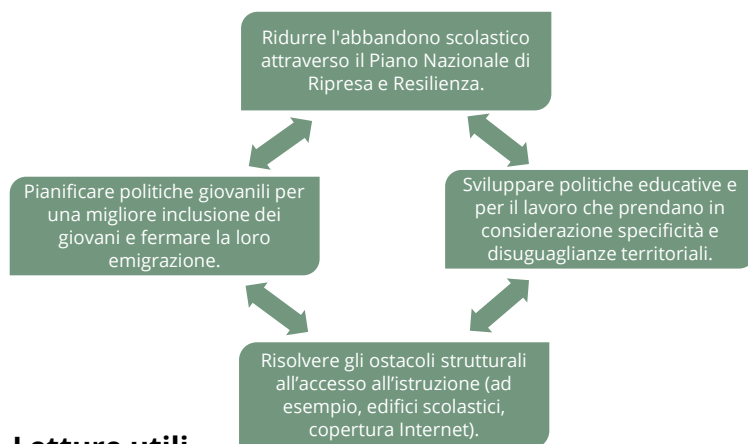 Ridurre l'abbandono scolastico
attraverso il Piano Nazionale di
Ripresa e Resilienza.
Pianificare politiche giovanili per
una migliore inclusione dei
giovani e fermare la loro
emigrazione.
Sviluppare politiche educative e
per il lavoro che prendano in
considerazione specificità e
disuguaglianze territoriali.
Risolvere gli ostacoli strutturali
all’accesso all’istruzione (ad
esempio, edifici scolastici,
copertura Internet).
Letture utili